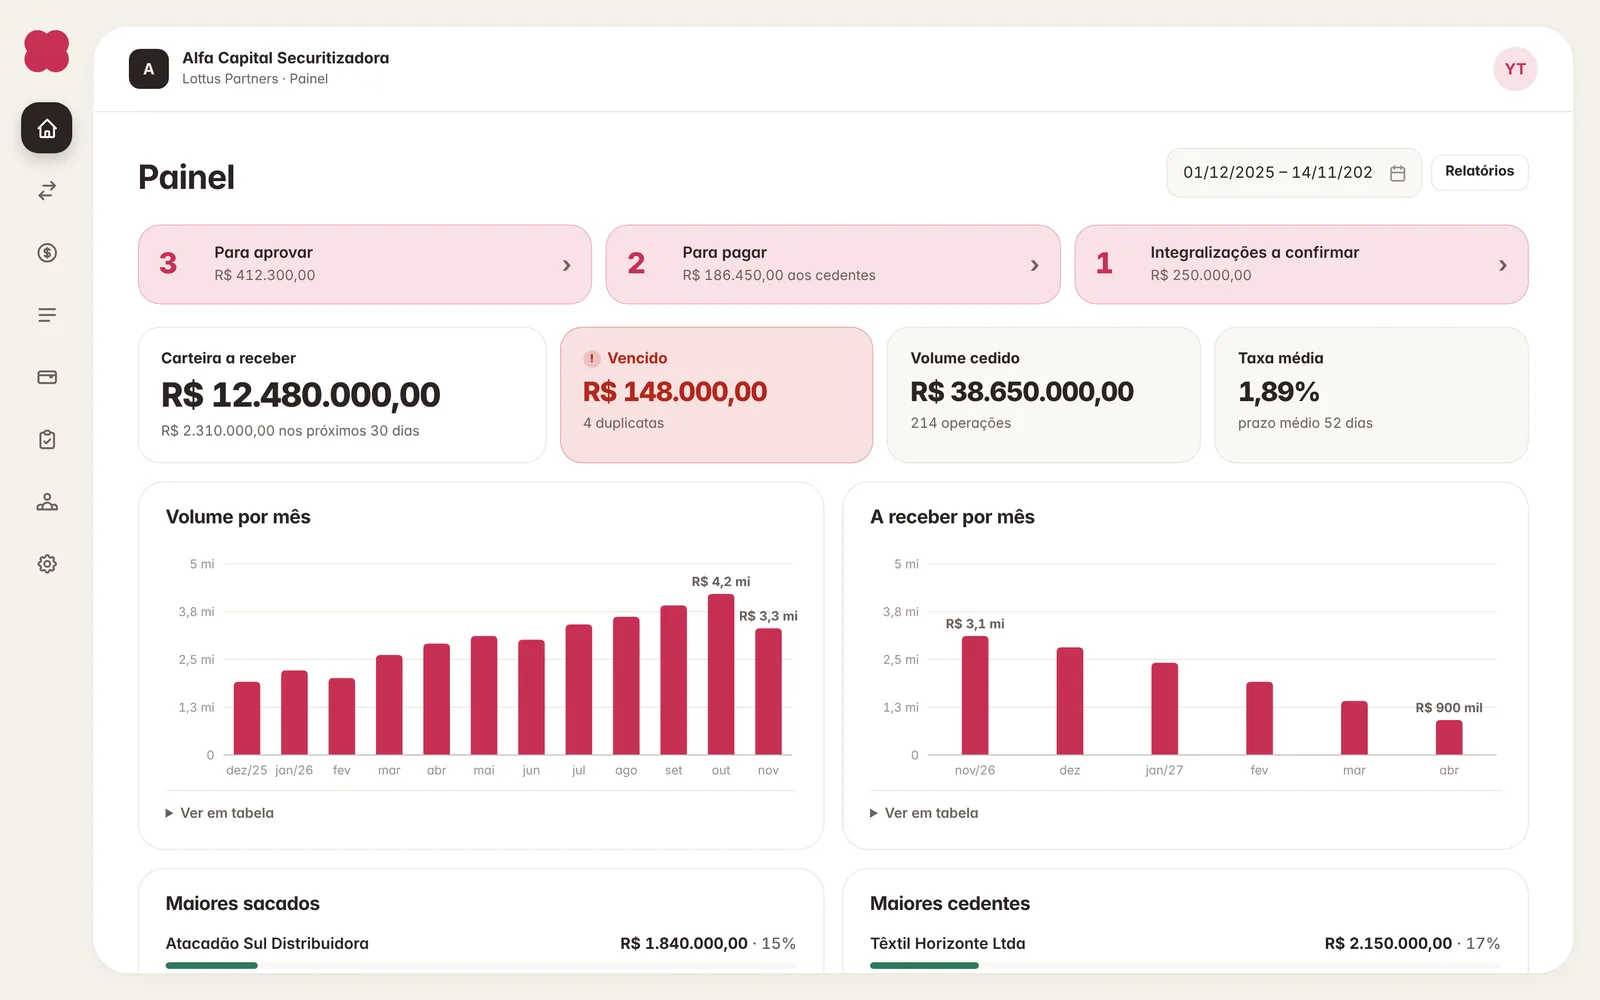 A
Alfa Capital Securitizadora
Lottus Partners · Painel
YT
Painel
01/12/2025 – 14/11/202
Relatórios
3
Para aprovar
R$ 412.300,00
2
Para pagar
R$ 186.450,00 aos cedentes
1
Integralizações a confirmar
R$ 250.000,00
Carteira a receber
R$ 12.480.000,00
R$ 2.310.000,00 nos próximos 30 dias
! Vencido
R$ 148.000,00
4 duplicatas
Volume cedido
R$ 38.650.000,00
214 operações
Taxa média
1,89%
prazo médio 52 dias
Volume por mês
5 mi
3,8 mi
2,5 mi
1,3 mi
0
R$ 4,2 mi
R$ 3,3 mi
dez/25 jan/26 fev mar abr mai jun jul ago set out nov
Ver em tabela
A receber por mês
5 mi
3,8 mi
2,5 mi
1,3 mi
0
R$ 3,1 mi
R$ 900 mil
nov/26 dez jan/27 fev mar abr
Ver em tabela
Maiores sacados
Atacadão Sul Distribuidora R$ 1.840.000,00 · 15%
Maiores cedentes
Têxtil Horizonte Ltda R$ 2.150.000,00 · 17%